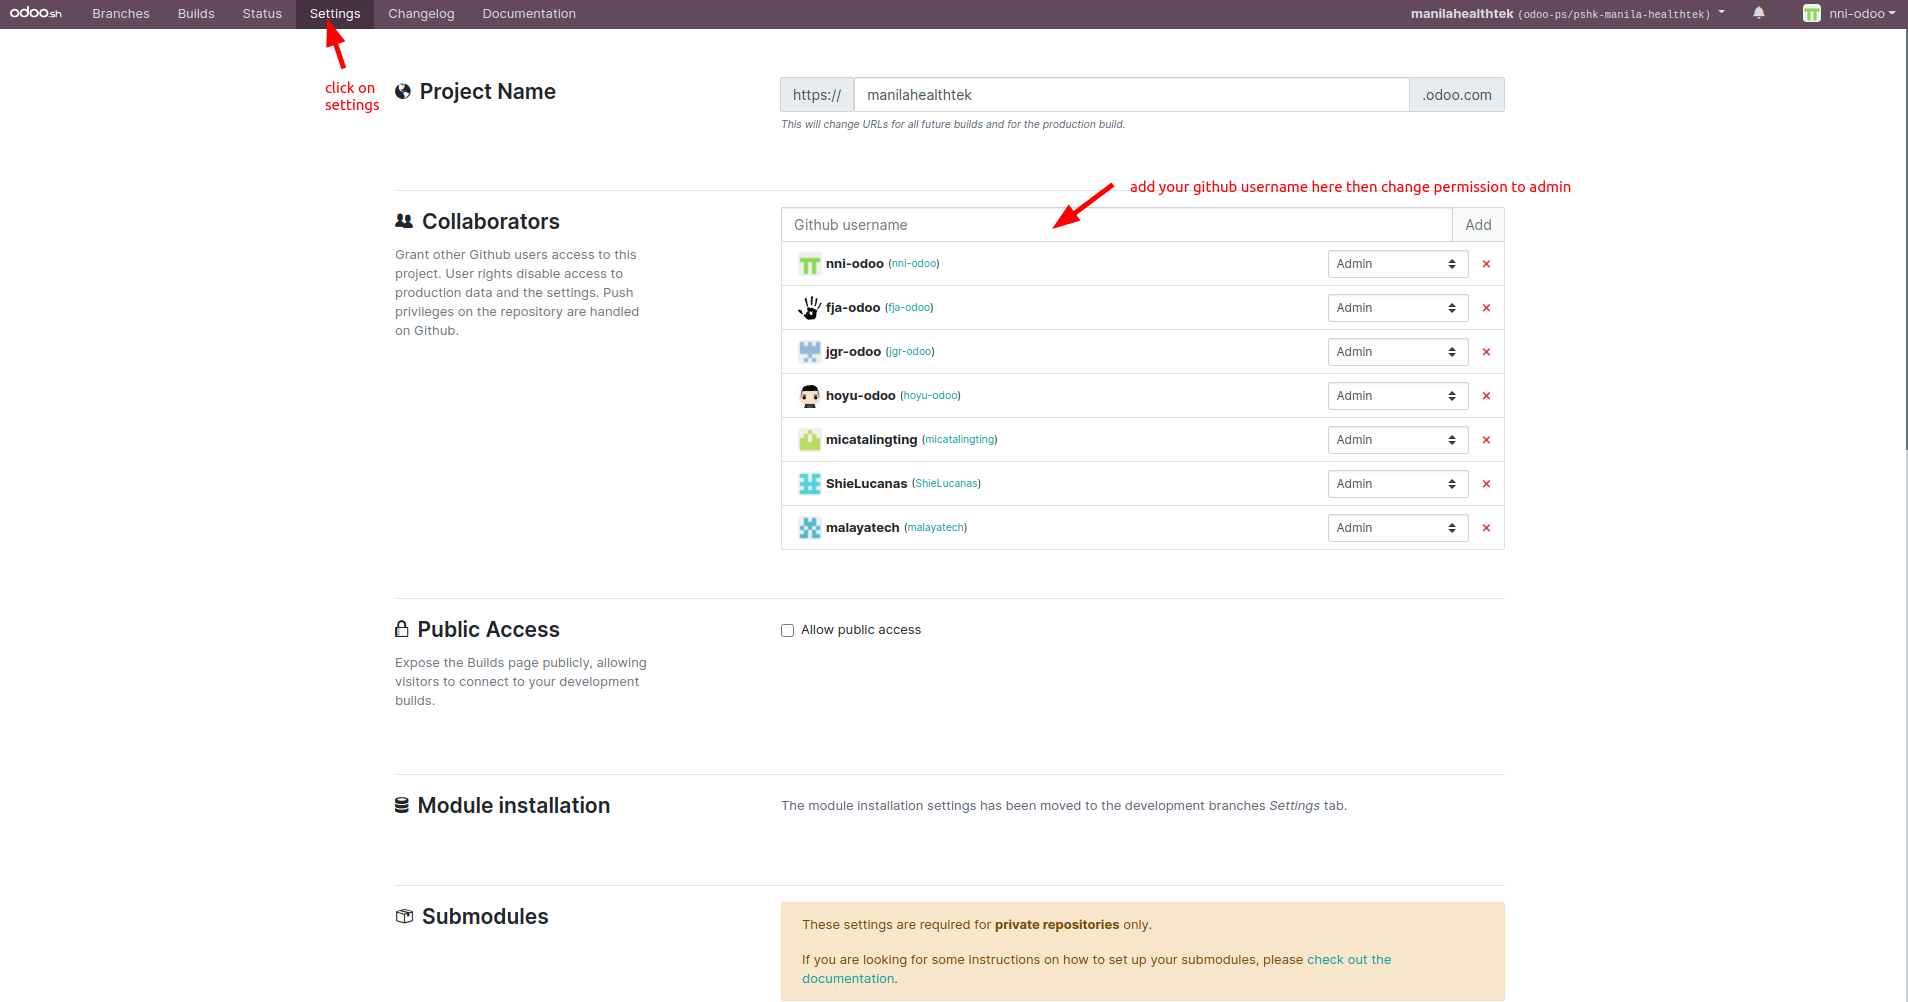 odoo.sh Branches Builds Status Settings Changelog Documentation manilahealthtek (odoo-ps/pshk-manila-healthtek) nni-odoo
click on
settings
Project Name
https:// manilahealthtek .odoo.com
This will change URLs for all future builds and for the production build.
add your github username here then change permission to admin
Collaborators
Grant other Github users access to this
project. User rights disable access to
production data and the settings. Push
privileges on the repository are handled
on Github.
Github username Add
nni-odoo (nni-odoo) Admin
fja-odoo (fja-odoo) Admin
jgr-odoo (jgr-odoo) Admin
hoyu-odoo (hoyu-odoo) Admin
micatalingting (micatalingting) Admin
ShieLucanas (ShieLucanas) Admin
malayatech (malayatech) Admin
Public Access
Expose the Builds page publicly, allowing
visitors to connect to your development
builds.
Allow public access
Module installation
The module installation settings has been moved to the development branches Settings tab.
Submodules
These settings are required for private repositories only.
If you are looking for some instructions on how to set up your submodules, please check out the
documentation.